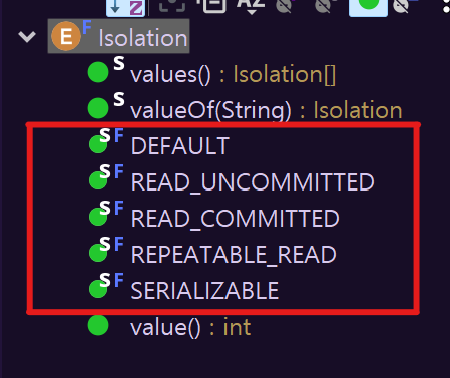 AZ
E F Isolation
S values() : Isolation[]
S valueOf(String) : Isolation
S F DEFAULT
S F READ_UNCOMMITTED
S F READ_COMMITTED
S F REPEATABLE_READ
S F SERIALIZABLE
value() : int